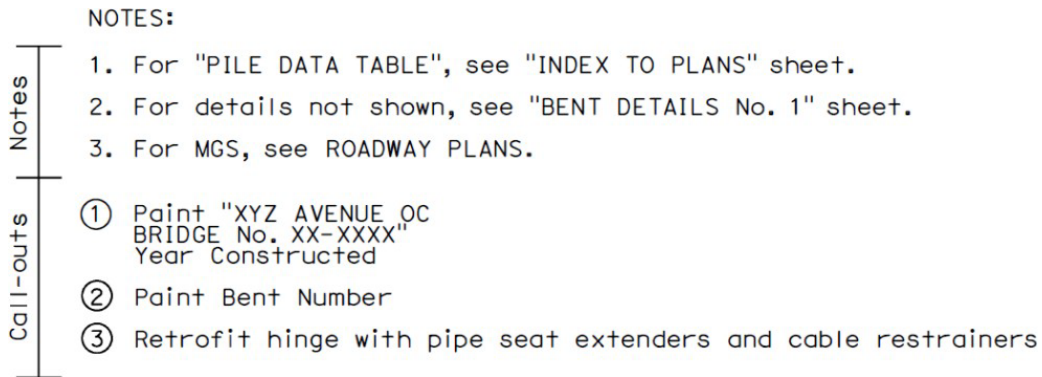 NOTES:
Notes
1. For "PILE DATA TABLE", see "INDEX TO PLANS" sheet.
2. For details not shown, see "BENT DETAILS No. 1" sheet.
3. For MGS, see ROADWAY PLANS.
Call-outs
1 Paint "XYZ AVENUE OC
BRIDGE No. XX-XXXX"
Year Constructed
2 Paint Bent Number
3 Retrofit hinge with pipe seat extenders and cable restrainers